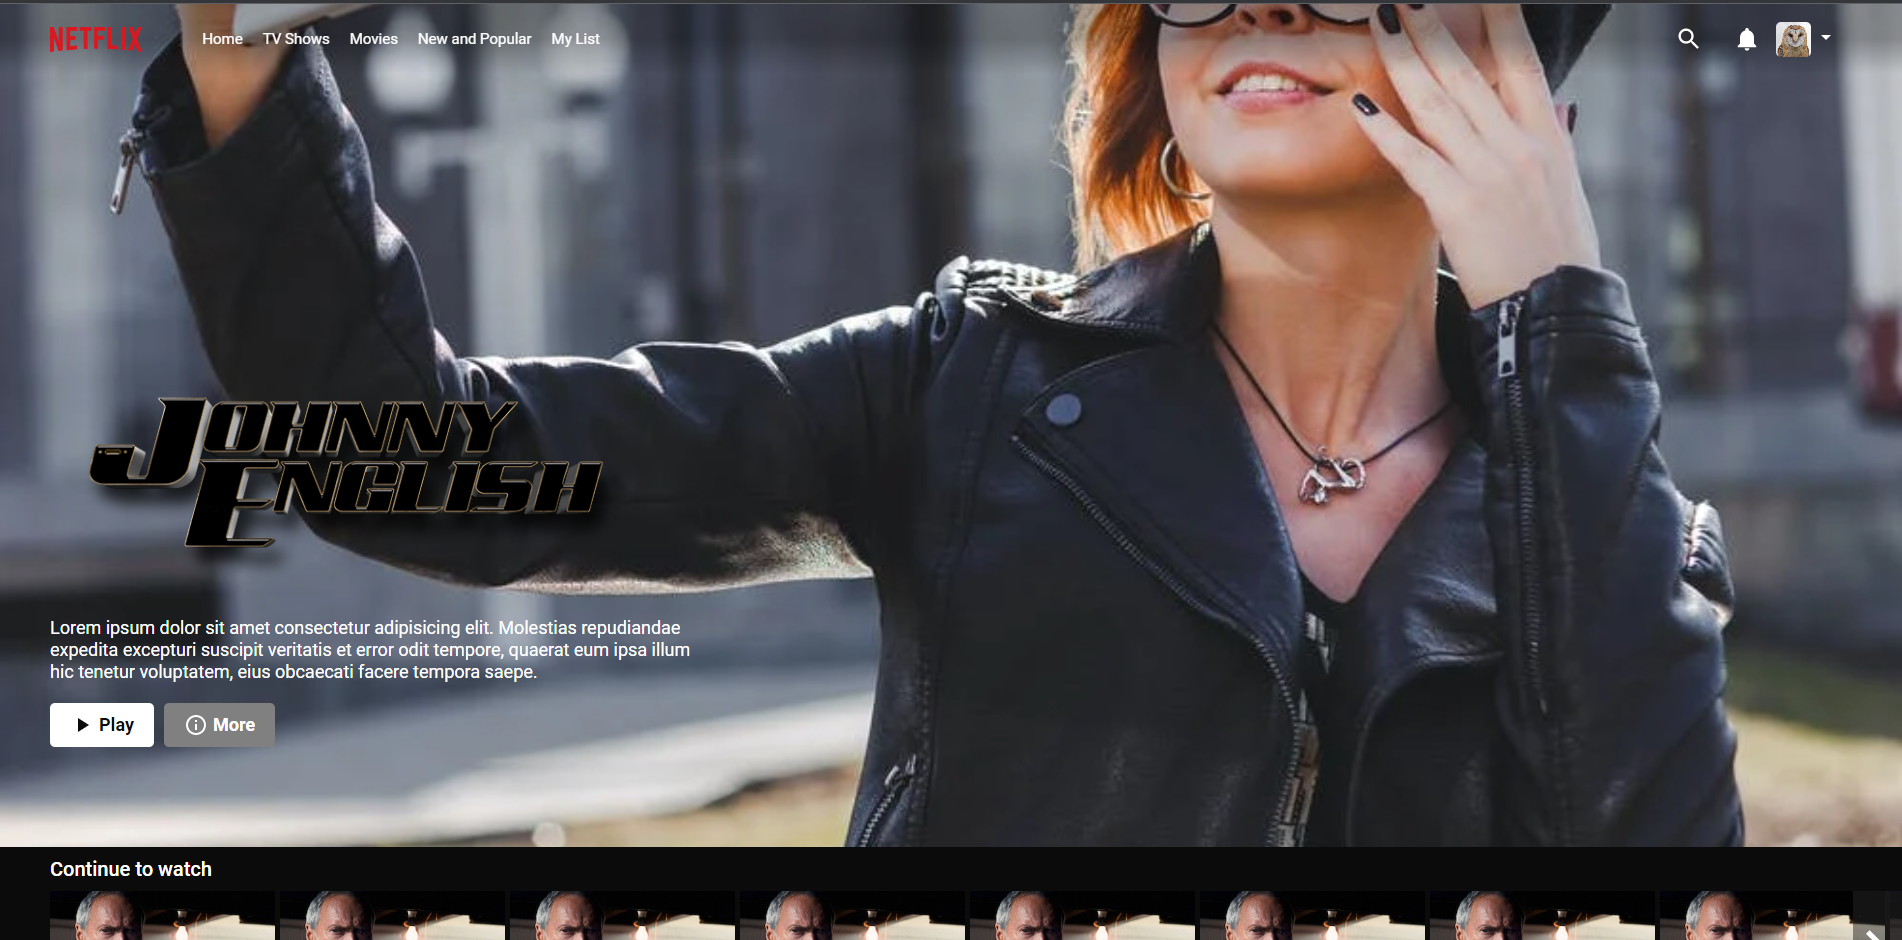 NETFLIX
Home TV Shows Movies New and Popular My List
JOHNNY
ENGLISH
Lorem ipsum dolor sit amet consectetur adipisicing elit. Molestias repudiandae
expedita excepturi suscipit veritatis et error odit tempore, quaerat eum ipsa illum
hic tenetur voluptatem, eius obcaecati facere tempora saepe.
Play More
Continue to watch